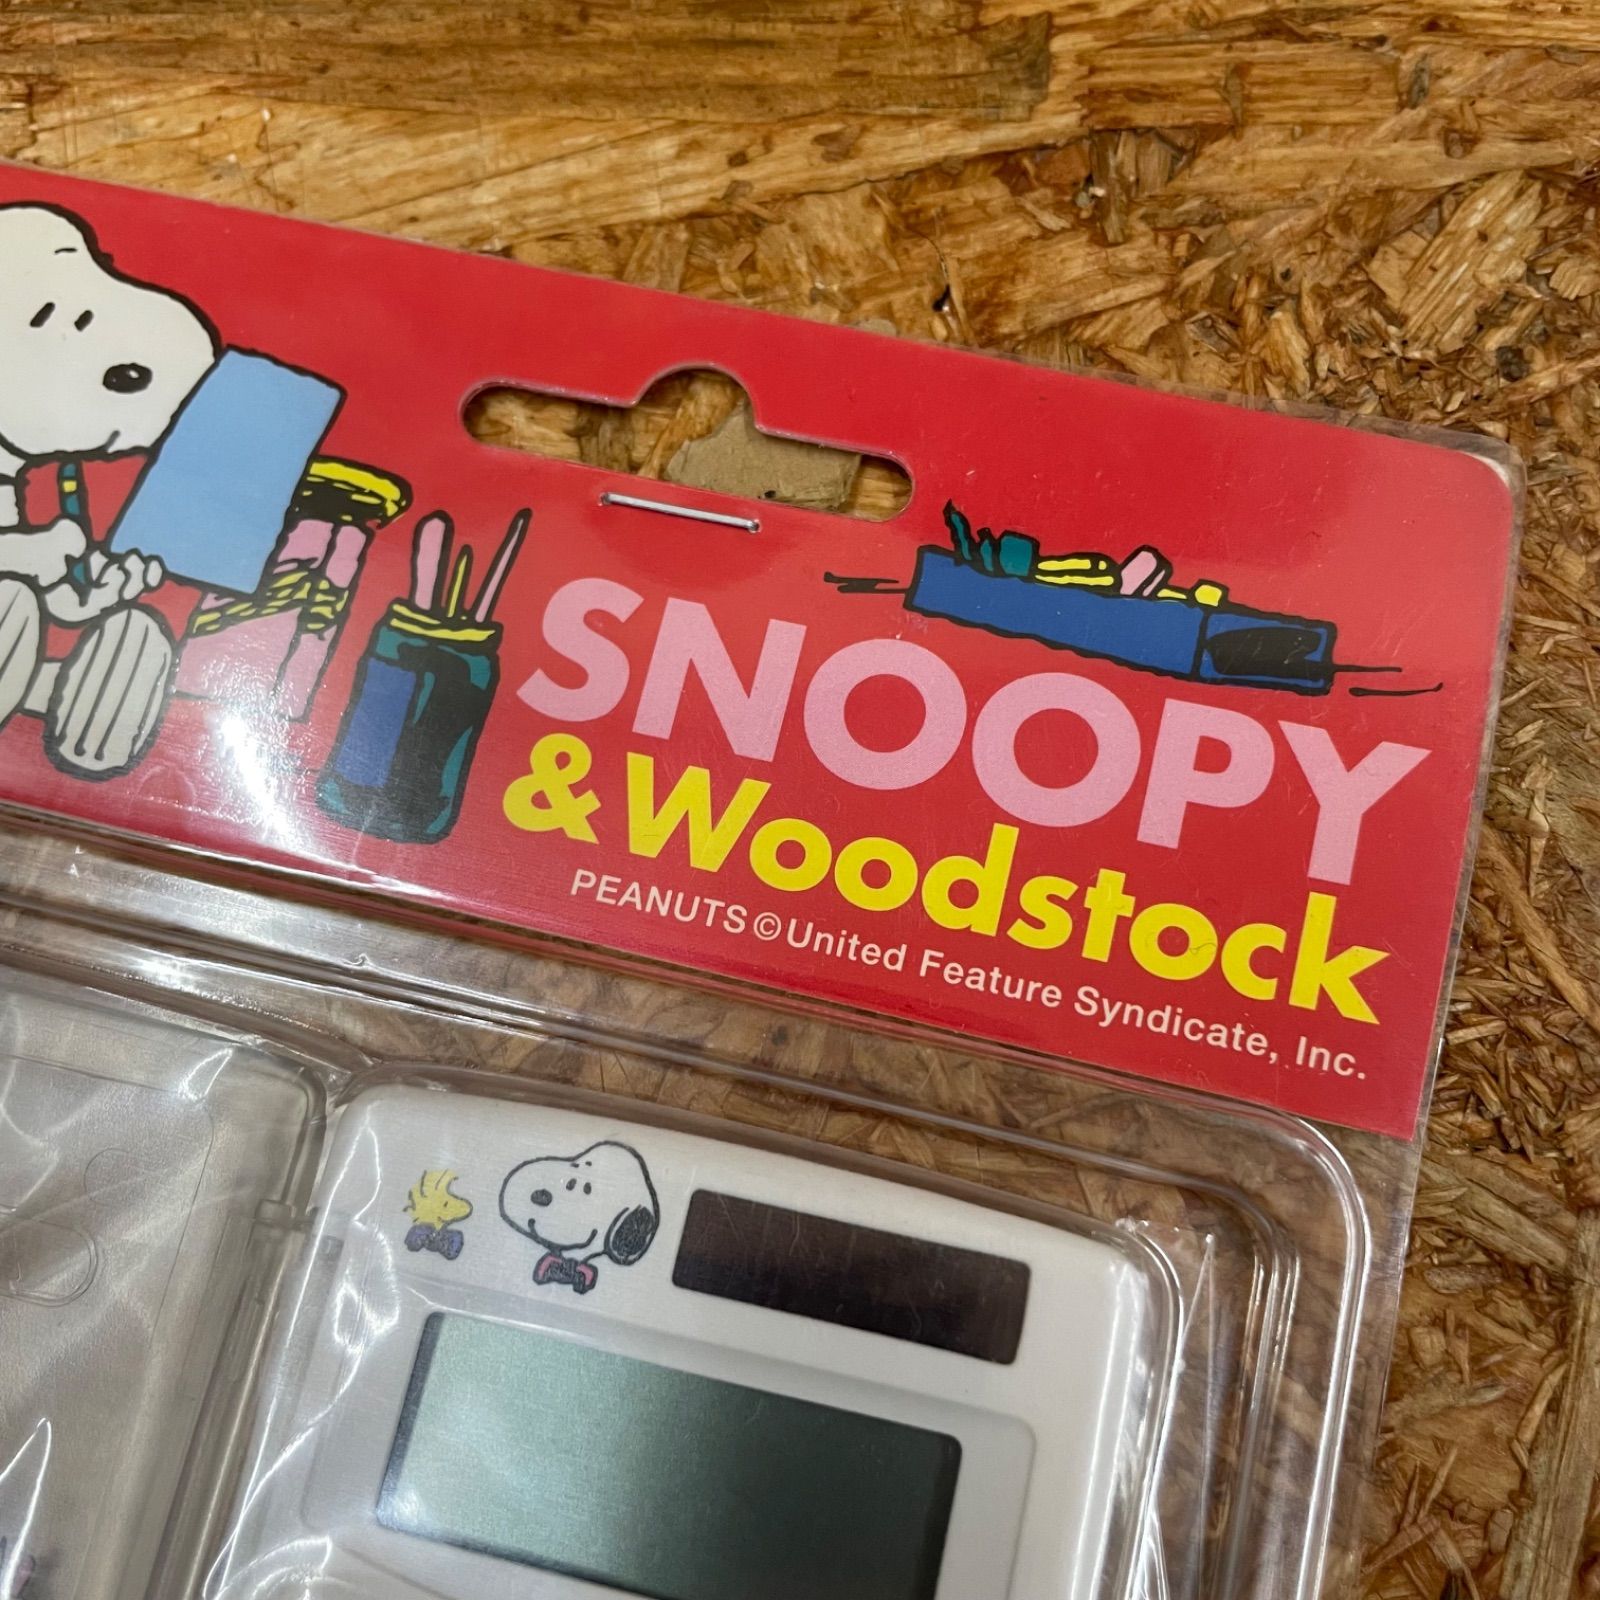 SNOOPY
& Woodstock
PEANUTS © United Feature Syndicate, Inc.